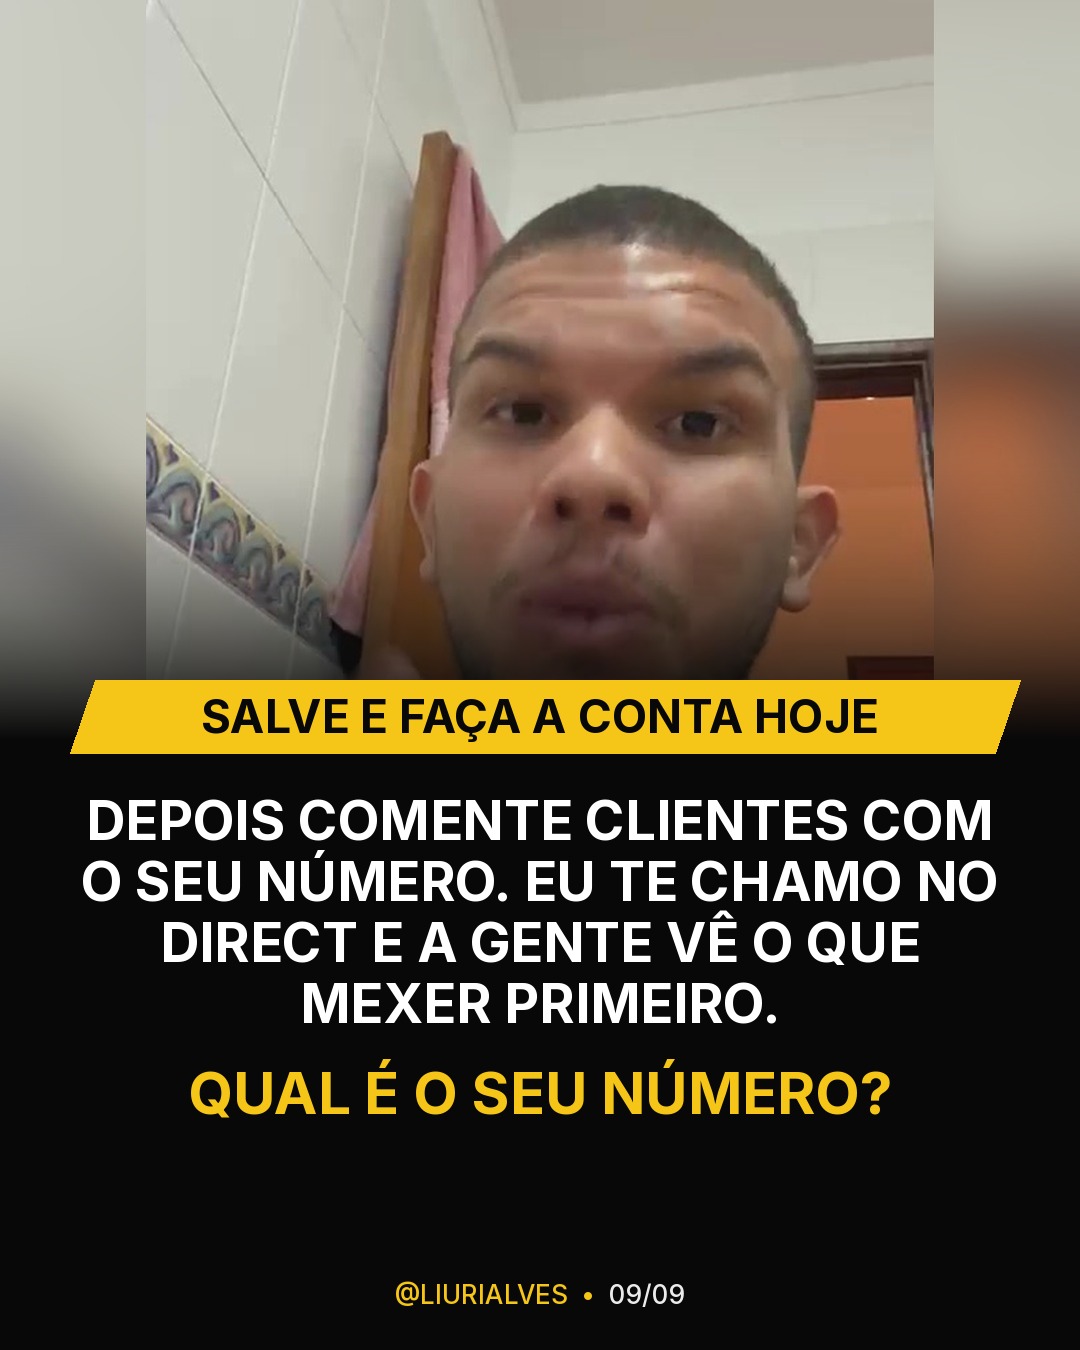 SALVE E FAÇA A CONTA HOJE
DEPOIS COMENTE CLIENTES COM
O SEU NÚMERO. EU TE CHAMO NO
DIRECT E A GENTE VÊ O QUE
MEXER PRIMEIRO.
QUAL É O SEU NÚMERO?
@LIURIALVES • 09/09